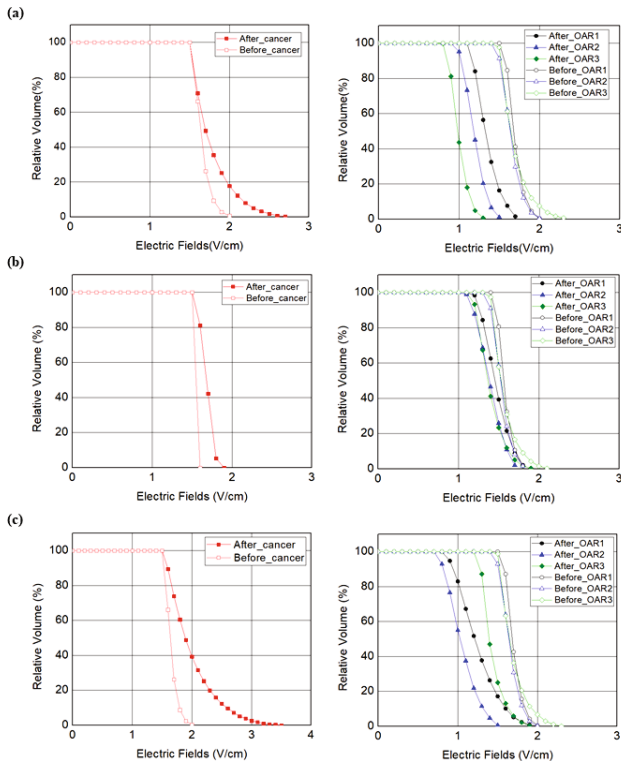 (a)
Relative Volume(%)
100
80
60
40
20
0
After_cancer
Before_cancer
0 1 2 3
Electric Fields(V/cm)
Relative Volume(%)
100
80
60
40
20
0
After_OAR1
After_OAR2
After_OAR3
Before_OAR1
Before_OAR2
Before_OAR3
0 1 2 3
Electric Fields(V/cm)
(b)
Relative Volume (%)
100
80
60
40
20
0
After_cancer
Before_cancer
0 1 2 3
Electric Fields (V/cm)
Relative Volume (%)
100
80
60
40
20
0
After_OAR1
After_OAR2
After_OAR3
Before_OAR1
Before_OAR2
Before_OAR3
0 1 2 3
Electric Fields (V/cm)
(c)
Relative Volume (%)
100
80
60
40
20
0
After_cancer
Before_cancer
0 1 2 3 4
Electric Fields (V/cm)
Relative Volume (%)
100
80
60
40
20
0
After_OAR1
After_OAR2
After_OAR3
Before_OAR1
Before_OAR2
Before_OAR3
0 1 2 3
Electric Fields (V/cm)